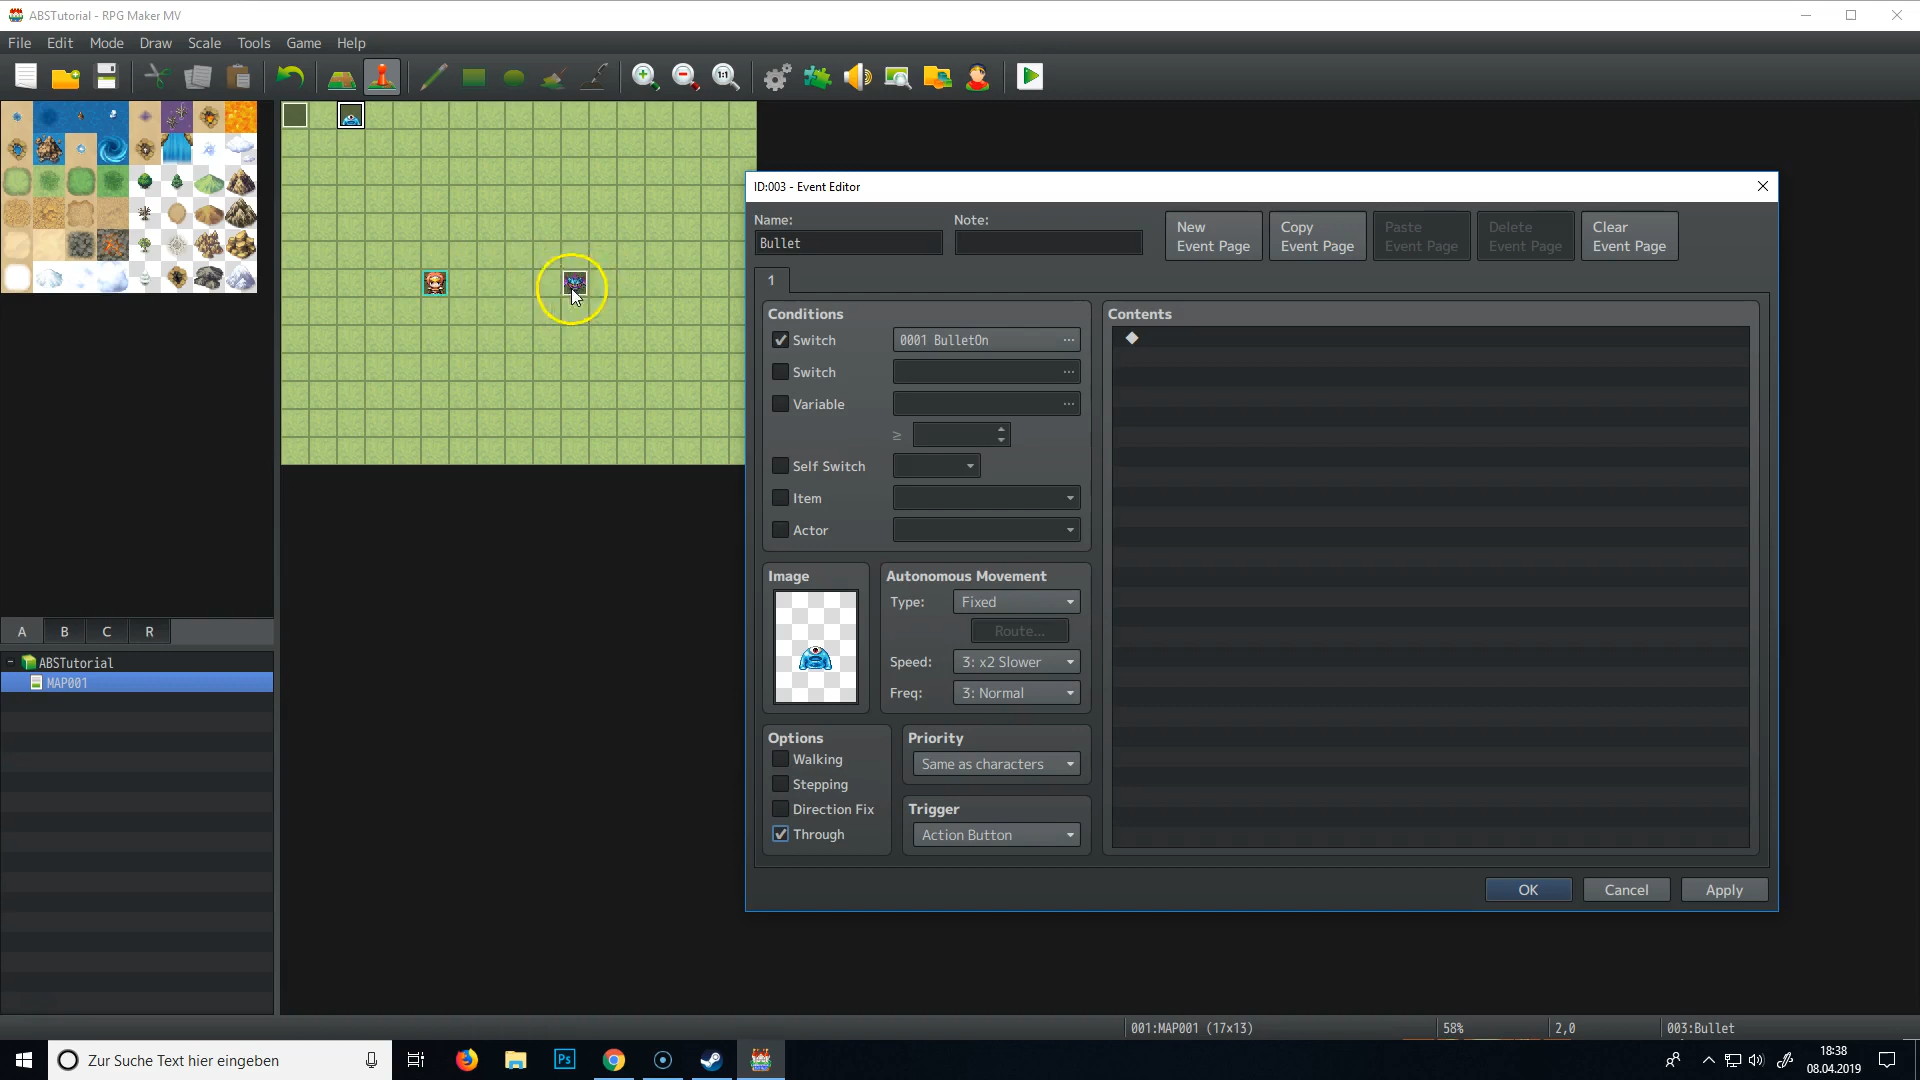 ABSTutorial - RPG Maker MV
File Edit Mode Draw Scale Tools Game Help
1:1
ID:003 - Event Editor
Name:
Note:
Bullet
New
Event Page
Copy
Event Page
Paste
Event Page
Delete
Event Page
Clear
Event Page
1
Conditions
Switch 0001 BulletOn ...
Switch ...
Variable ...
≥
Self Switch
Item
Actor
Image
Autonomous Movement
Type: Fixed
Route...
Speed: 3: x2 Slower
Freq: 3: Normal
Options
Walking
Stepping
Direction Fix
Through
Priority
Same as characters
Trigger
Action Button
Contents
OK Cancel Apply
A B C R
ABSTutorial
MAP001
001:MAP001 (17x13) 58% 2,0 003:Bullet
Zur Suche Text hier eingeben
Ps
18:38
08.04.2019